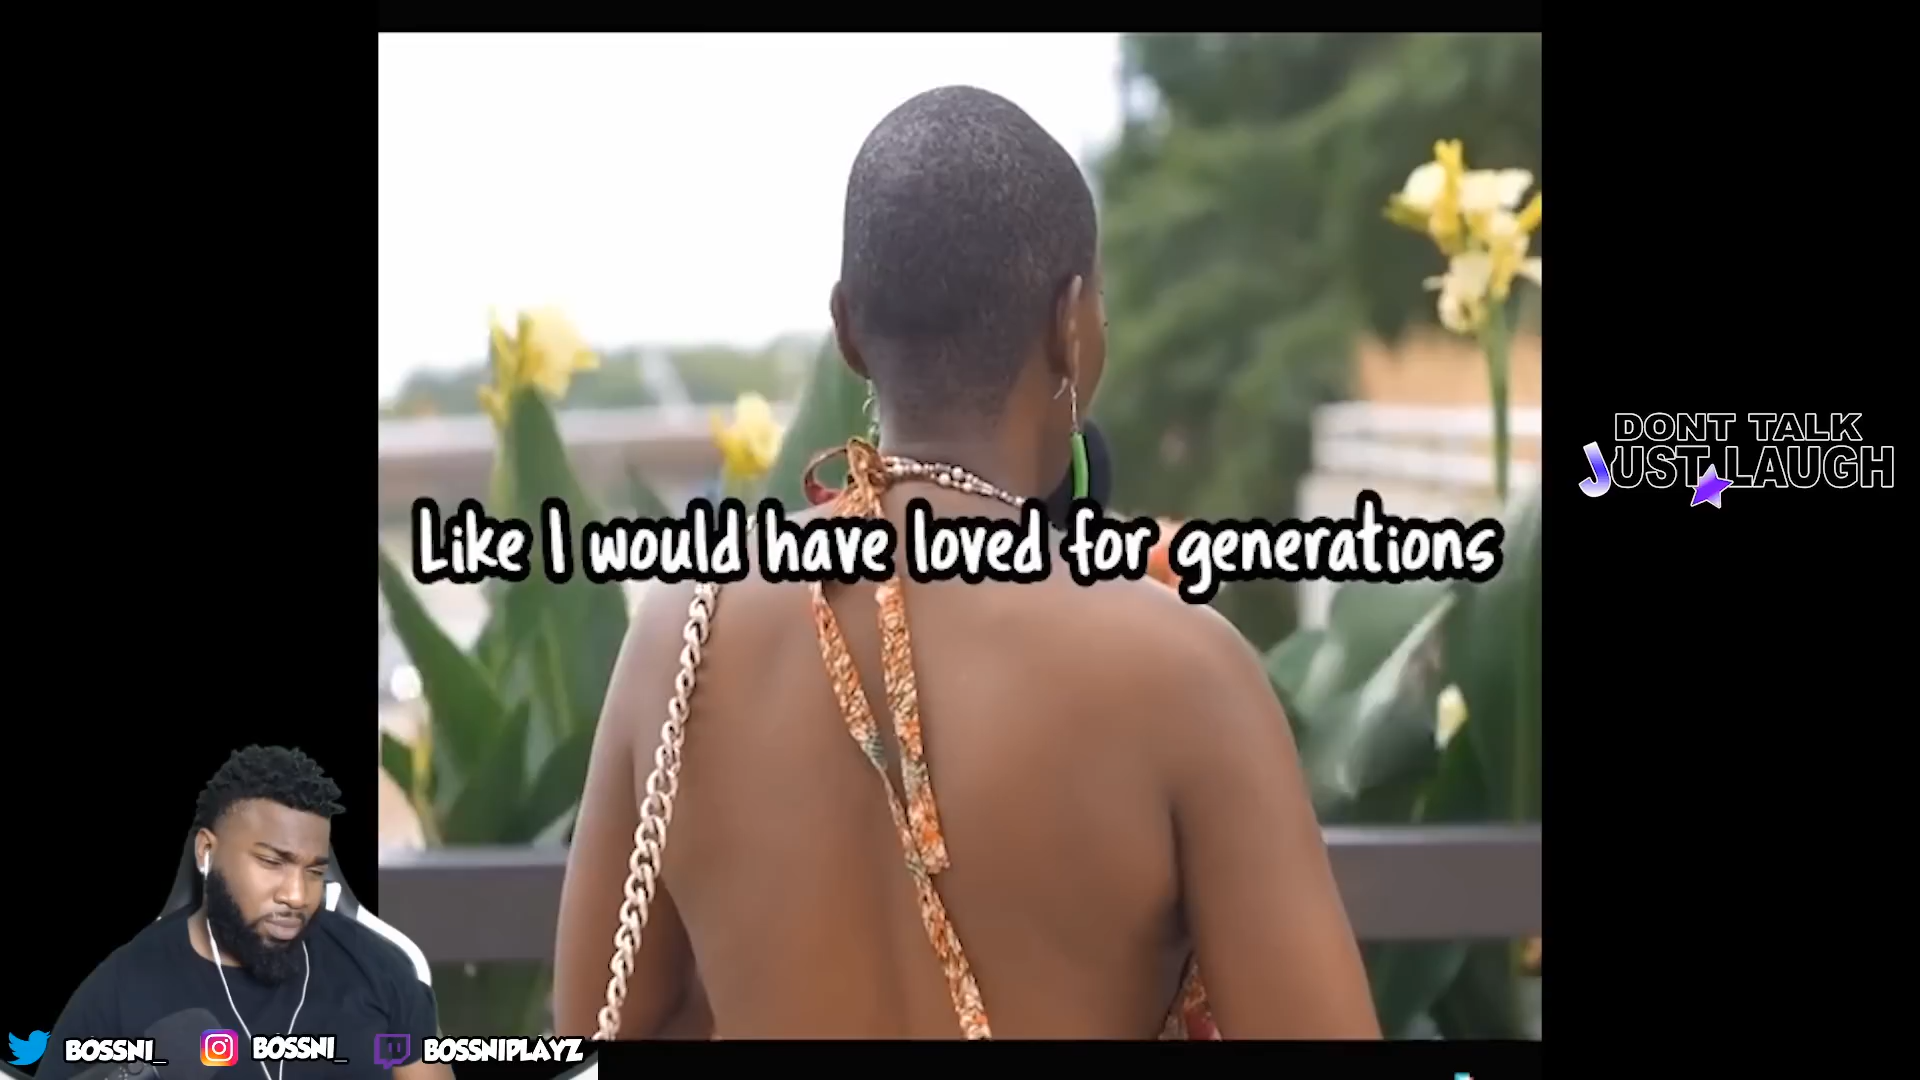 DONT TALK
JUST LAUGH
Like I would have loved for generations
BOSSNI_
BOSSNI_
BOSSNIPLAYZ